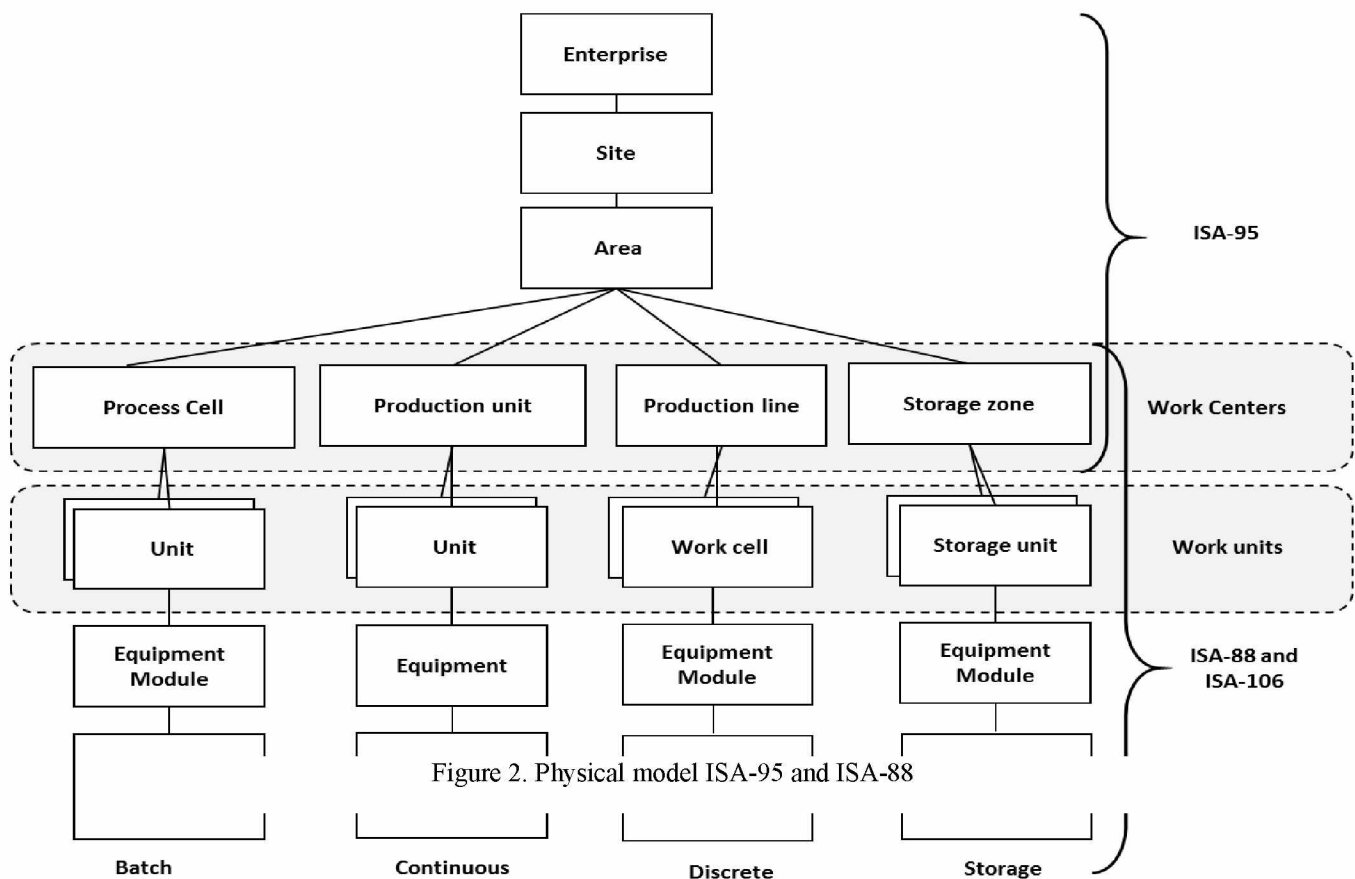 Enterprise
Site
Area
ISA-95
Process Cell
Production unit
Production line
Storage zone
Work Centers
Unit
Unit
Work cell
Storage unit
Work units
Equipment
Module
Equipment
Equipment
Module
Equipment
Module
ISA-88 and
ISA-106
Figure 2. Physical model ISA-95 and ISA-88
Batch
Continuous
Discrete
Storage